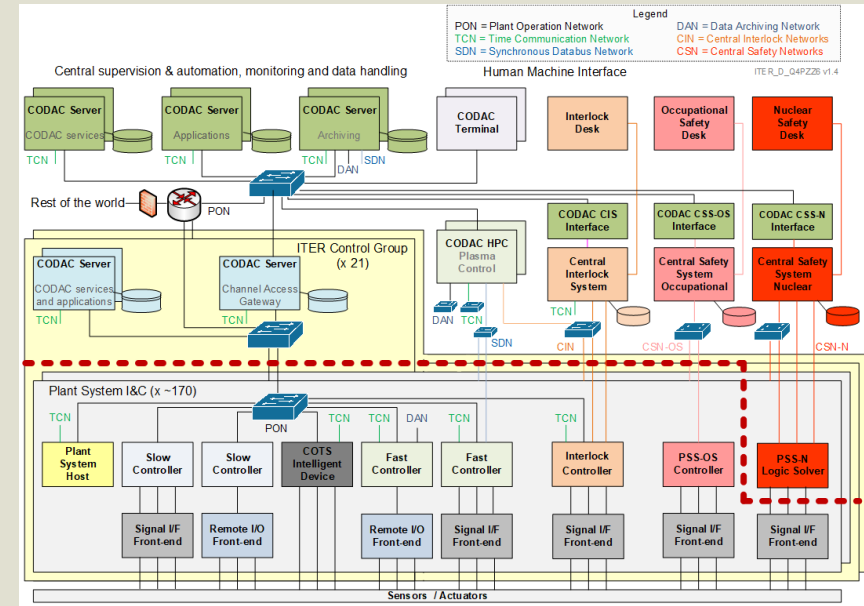 Legend
PON = Plant Operation Network
DAN = Data Archiving Network
TCN = Time Communication Network
CIN = Central Interlock Networks
SDN = Synchronous Databus Network
CSN = Central Safety Networks
Central supervision & automation, monitoring and data handling
Human Machine Interface
ITER_D_Q4PZZ6 v1.4
CODAC Server
CODAC services
CODAC Server
Applications
CODAC Server
Archiving
CODAC
Terminal
Interlock
Desk
Occupational
Safety
Desk
Nuclear
Safety
Desk
TCN
TCN
TCN
DAN
SDN
Rest of the world
PON
ITER Control Group
(x 21)
CODAC Server
CODAC services
and applications
CODAC Server
Channel Access
Gateway
CODAC HPC
Plasma
Control
CODAC CIS
Interface
CODAC CSS-OS
Interface
CODAC CSS-N
Interface
Central
Interlock
System
Central Safety
System
Occupational
Central Safety
System
Nuclear
TCN
TCN
DAN
TCN
SDN
TCN
CIN
CSN-OS
CSN-N
Plant System I&C (x ~170)
PON
TCN
TCN
TCN
DAN
TCN
TCN
Plant
System
Host
Slow
Controller
Slow
Controller
COTS
Intelligent
Device
Fast
Controller
Fast
Controller
Interlock
Controller
PSS-OS
Controller
PSS-N
Logic Solver
Signal I/F
Front-end
Remote I/O
Front-end
Remote I/O
Front-end
Signal I/F
Front-end
Signal I/F
Front-end
Signal I/F
Front-end
Signal I/F
Front-end
Sensors / Actuators